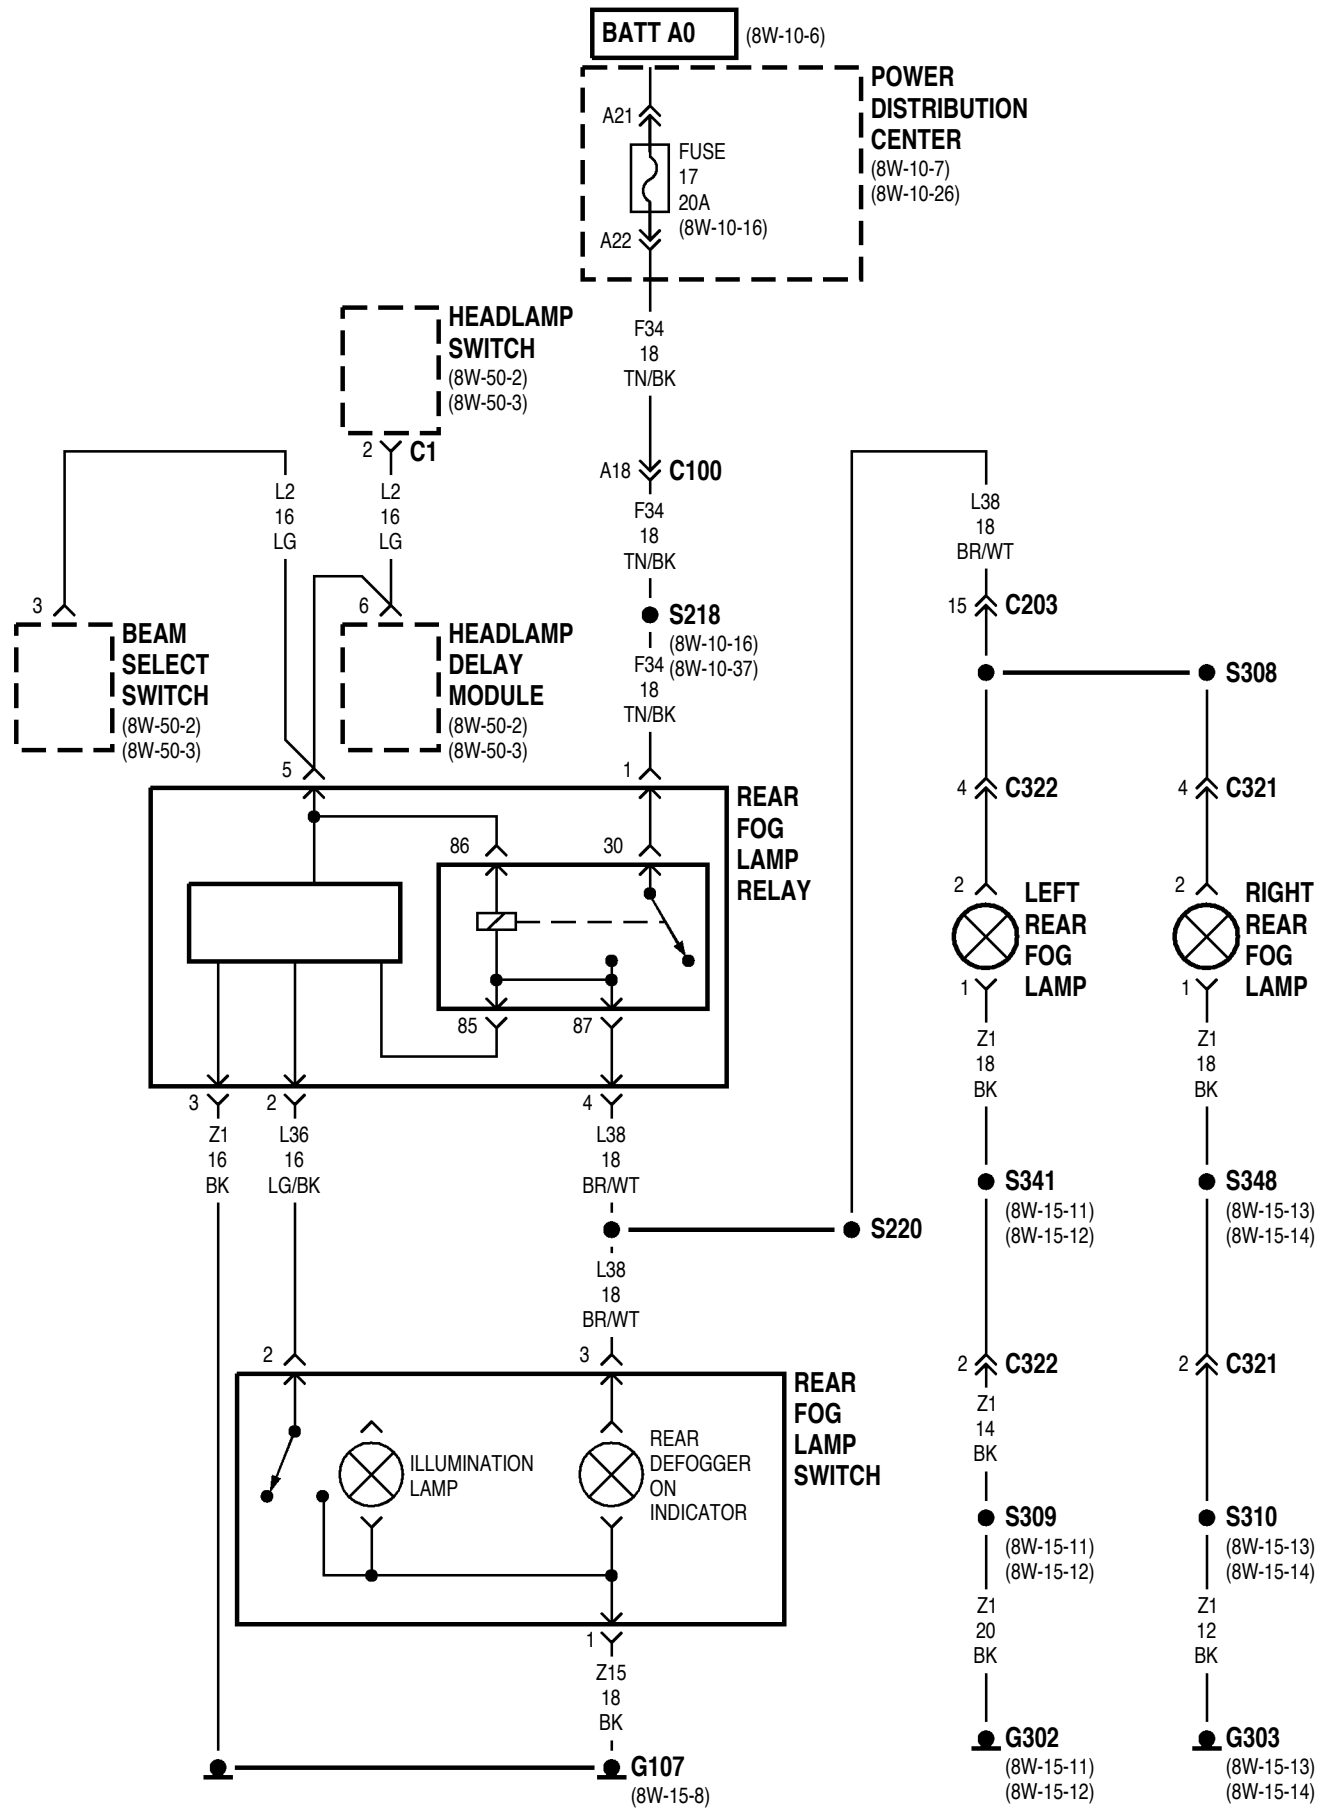 BATT A0
(8W-10-6)
POWER
DISTRIBUTION
CENTER
(8W-10-7)
(8W-10-26)
A21
FUSE
17
20A
(8W-10-16)
A22
F34
18
TN/BK
HEADLAMP
SWITCH
(8W-50-2)
(8W-50-3)
2
C1
A18
C100
L2
16
LG
L2
16
LG
F34
18
TN/BK
L38
18
BR/WT
3
6
S218
(8W-10-16)
(8W-10-37)
15
C203
BEAM
SELECT
SWITCH
(8W-50-2)
(8W-50-3)
HEADLAMP
DELAY
MODULE
(8W-50-2)
(8W-50-3)
F34
18
TN/BK
S308
5
1
REAR
FOG
LAMP
RELAY
4
C322
4
C321
86
30
2
LEFT
REAR
FOG
LAMP
1
2
RIGHT
REAR
FOG
LAMP
1
85
87
Z1
18
BK
Z1
18
BK
3
2
4
Z1
16
BK
L36
16
LG/BK
L38
18
BR/WT
S341
(8W-15-11)
(8W-15-12)
S348
(8W-15-13)
(8W-15-14)
S220
L38
18
BR/WT
2
3
2
C322
2
C321
REAR
FOG
LAMP
SWITCH
ILLUMINATION
LAMP
REAR
DEFOGGER
ON
INDICATOR
Z1
14
BK
S309
(8W-15-11)
(8W-15-12)
S310
(8W-15-13)
(8W-15-14)
1
Z15
18
BK
Z1
20
BK
Z1
12
BK
G107
(8W-15-8)
G302
(8W-15-11)
(8W-15-12)
G303
(8W-15-13)
(8W-15-14)